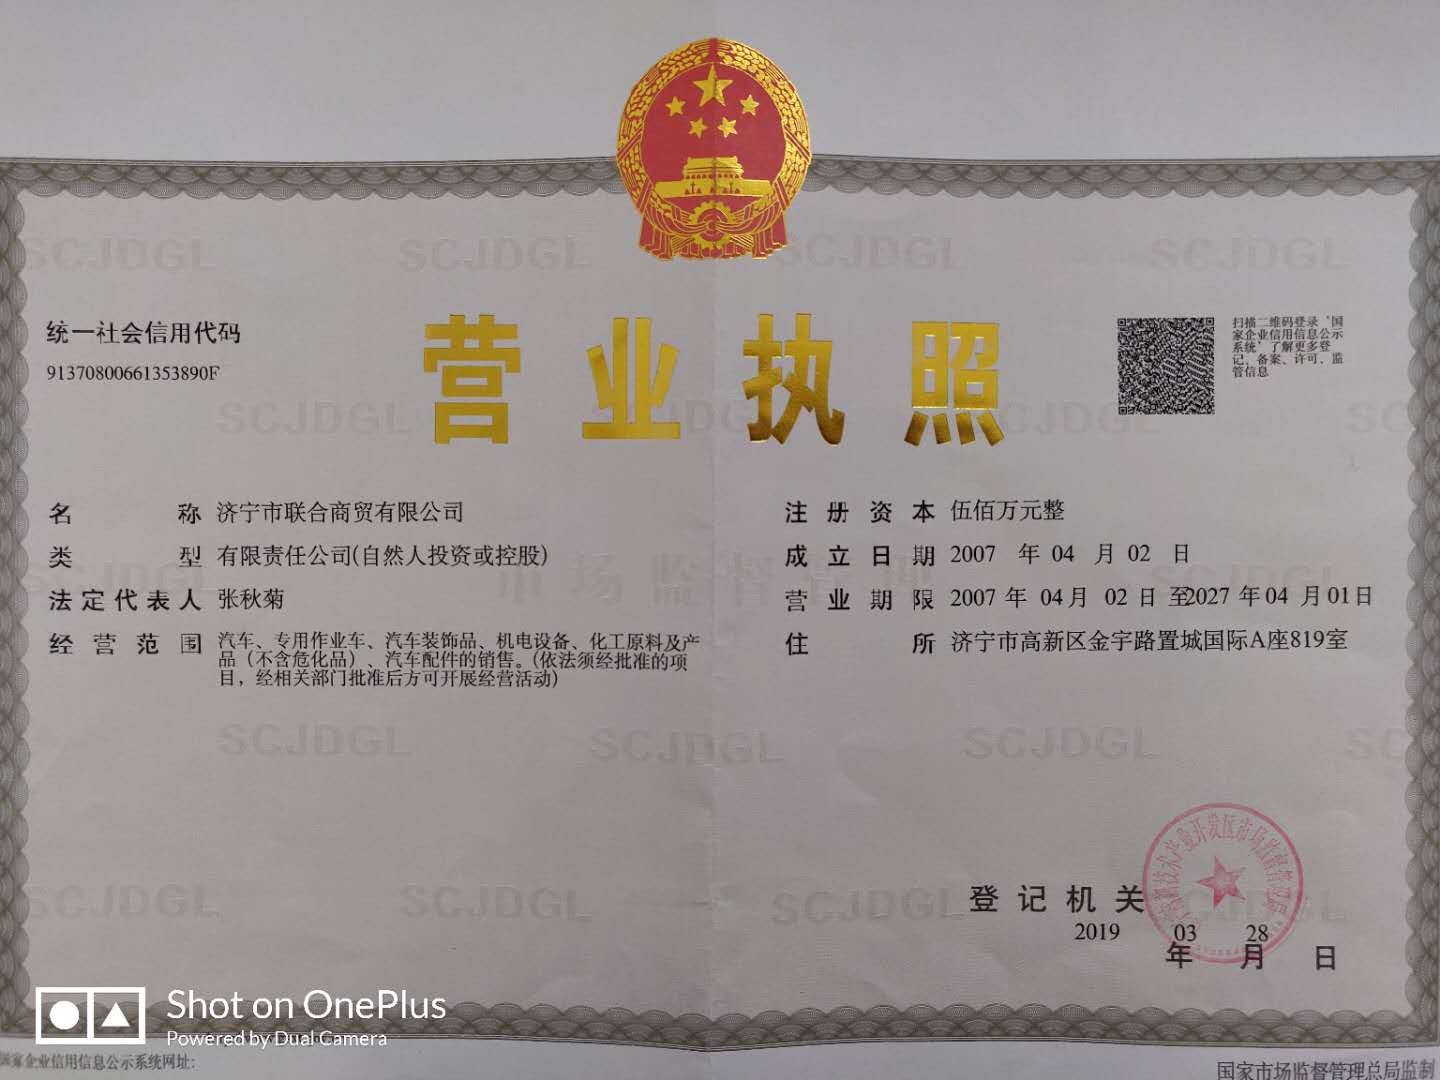 统一社会信用代码
91370800661353890F
营业执照
扫描二维码登录‘国
家企业信用信息公示
系统’了解更多登
记、备案、许可、监
管信息
名称 济宁市联合商贸有限公司
类型 有限责任公司(自然人投资或控股)
法定代表人 张秋菊
经营范围 汽车、专用作业车、汽车装饰品、机电设备、化工原料及产
品（不含危化品）、汽车配件的销售。(依法须经批准的项
目，经相关部门批准后方可开展经营活动)
注册资本 伍佰万元整
成立日期 2007 年 04 月 02 日
营业期限 2007 年 04 月 02 日 至2027 年 04 月 01 日
住所 济宁市高新区金宇路置城国际A座819室
SCJDGL
市场监督管理
登记机关
2019 年 03 月 28 日
Shot on OnePlus
Powered by Dual Camera
国家企业信用信息公示系统网址：
国家市场监督管理总局监制